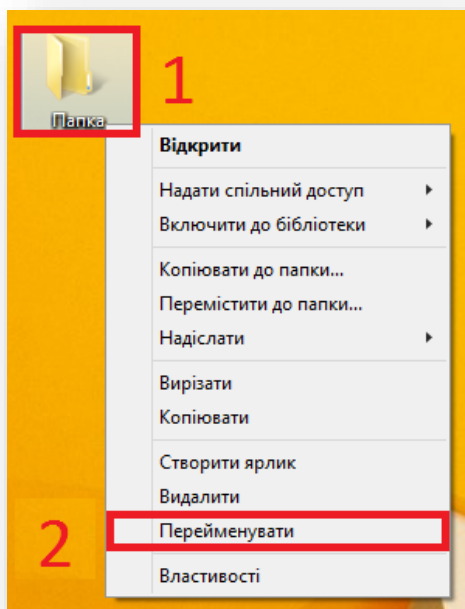 1
Папка
Відкрити
Надати спільний доступ
Включити до бібліотеки
Копіювати до папки...
Перемістити до папки...
Надіслати
Вирізати
Копіювати
Створити ярлик
Видалити
2
Перейменувати
Властивості